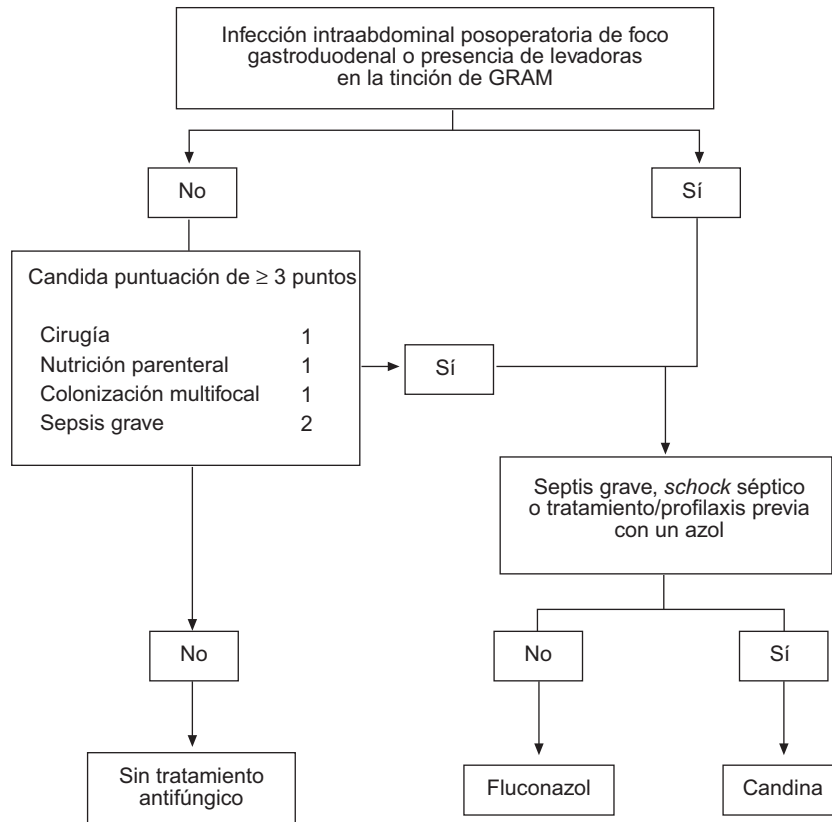 Infección intraabdominal posoperatoria de foco
gastroduodenal o presencia de levadoras
en la tinción de GRAM
No
Sí
Candida puntuación de ≥ 3 puntos
Cirugía 1
Nutrición parenteral 1
Colonización multifocal 1
Sepsis grave 2
Sí
Septis grave, schock séptico
o tratamiento/profilaxis previa
con un azol
No
No
Sí
Sin tratamiento
antifúngico
Fluconazol
Candina